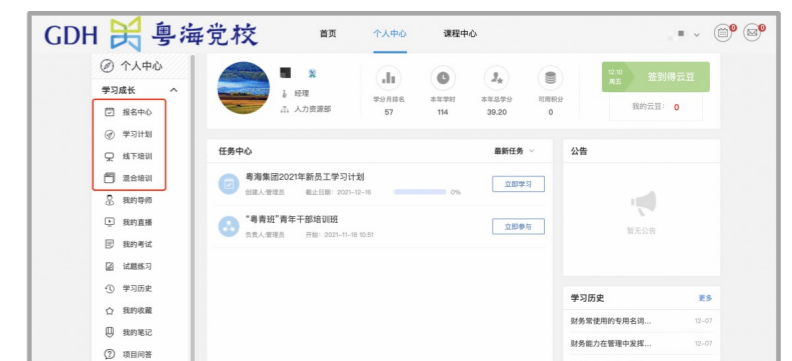 GDH 粤海党校
首页 个人中心 课程中心
0 0
个人中心
学习成长
报名中心
学习计划
线下培训
混合培训
我的导师
我的直播
我的考试
试题练习
学习历史
我的收藏
我的笔记
项目问答
经理
人力资源部
学分月排名
57
本年学时
114
本年总学分
39.20
可用积分
0
12.10
周五
签到得云豆
我的云豆: 0
任务中心 最新任务
粤海集团2021年新员工学习计划
创建人:管理员 截止日期: 2021-12-16 0%
立即学习
“粤青班”青年干部培训班
负责人:管理员 开始: 2021-11-18 10:51
立即参与
公告
暂无公告
学习历史 更多
财务常使用的专用名词... 12-07
财务能力在管理中发挥... 12-07